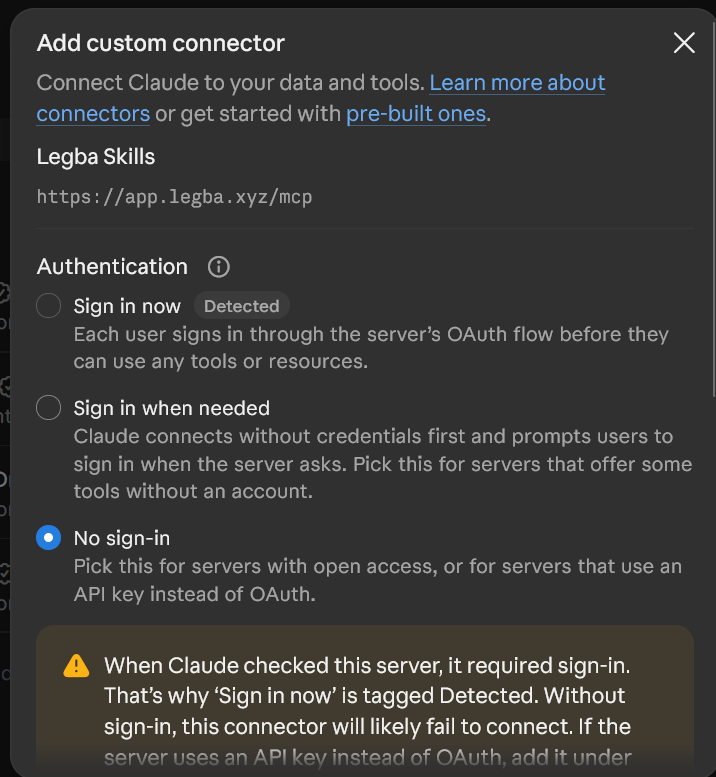 Add custom connector
Connect Claude to your data and tools. Learn more about
connectors or get started with pre-built ones.
Legba Skills
https://app.legba.xyz/mcp
Authentication
Sign in now Detected
Each user signs in through the server’s OAuth flow before they
can use any tools or resources.
Sign in when needed
Claude connects without credentials first and prompts users to
sign in when the server asks. Pick this for servers that offer some
tools without an account.
No sign-in
Pick this for servers with open access, or for servers that use an
API key instead of OAuth.
When Claude checked this server, it required sign-in.
That’s why ‘Sign in now’ is tagged Detected. Without
sign-in, this connector will likely fail to connect. If the
server uses an API key instead of OAuth, add it under